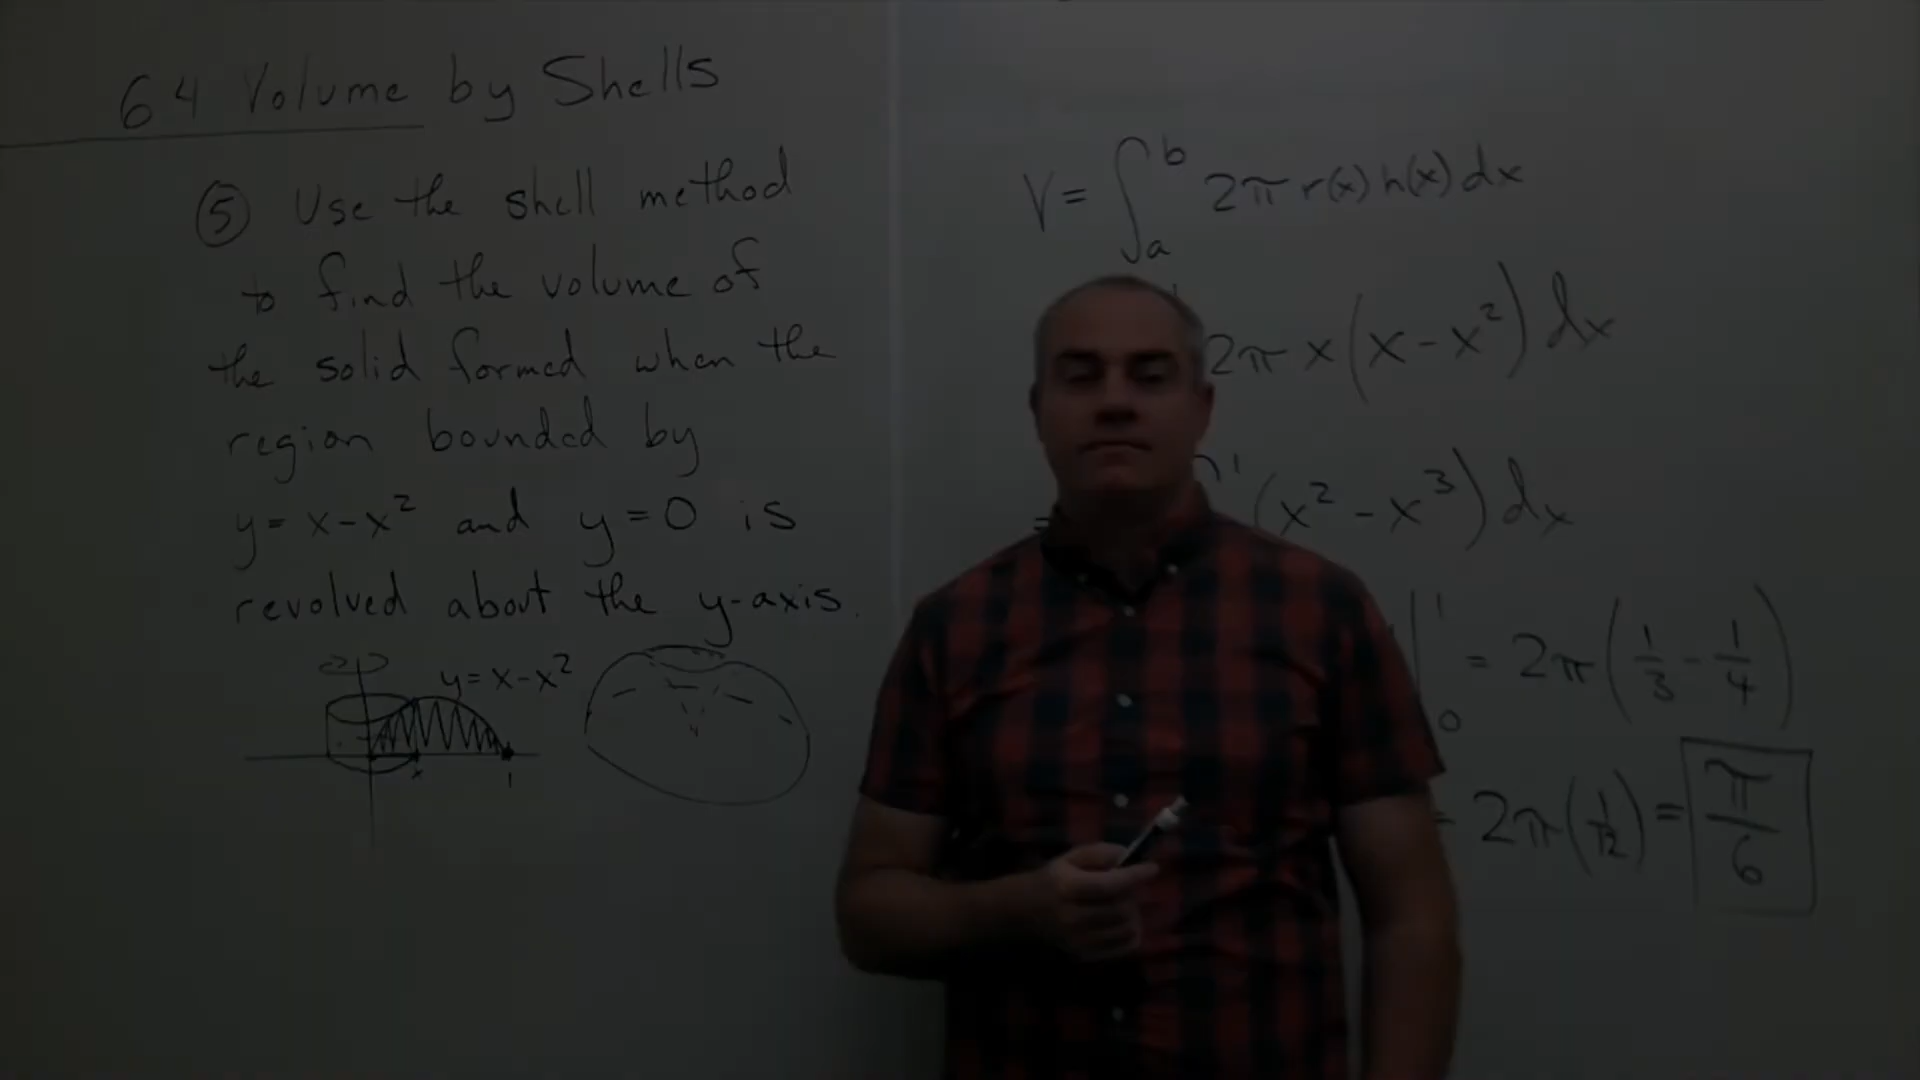 6.4 Volume by Shells
⑤ Use the shell method
to find the volume of
the solid formed when the
region bounded by
y = x - x² and y = 0 is
revolved about the y-axis.
y = x - x²
x
1
V = ∫ₐᵇ 2π r(x) h(x) dx
2π x (x - x²) dx
= (x² - x³) dx
|₀¹ = 2π (1/3 - 1/4)
= 2π (1/12) = π/6